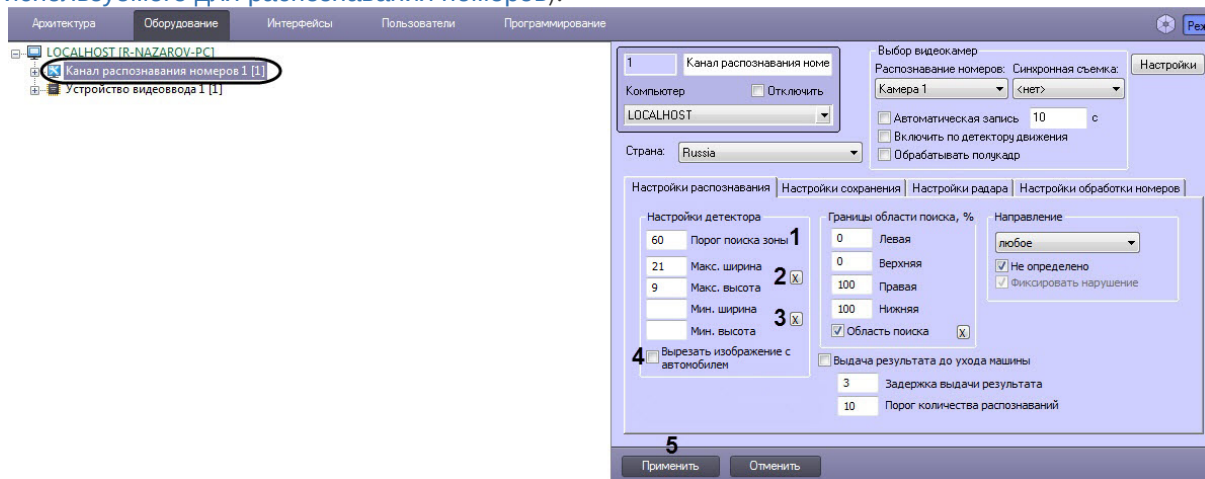 используемого для распознавания номеров).
Архитектура Оборудование Интерфейсы Пользователи Программирование
LOCALHOST [R-NAZAROV-PC]
Канал распознавания номеров 1 [1]
Устройство видеоввода 1 [1]
1 Канал распознавания номе
Компьютер Отключить
LOCALHOST
Страна: Russia
Выбор видеокамер
Распознавание номеров: Синхронная съемка:
Камера 1 <нет>
Настройки
Автоматическая запись 10 с
Включить по детектору движения
Обрабатывать полукадр
Настройки распознавания Настройки сохранения Настройки радара Настройки обработки номеров
Настройки детектора
60 Порог поиска зоны 1
21 Макс. ширина
9 Макс. высота
2 X
Мин. ширина
Мин. высота
3 X
4 Вырезать изображение с
автомобилем
Границы области поиска, %
0 Левая
0 Верхняя
100 Правая
100 Нижняя
Область поиска X
Направление
любое
Не определено
Фиксировать нарушение
Выдача результата до ухода машины
3 Задержка выдачи результата
10 Порог количества распознаваний
5
Применить Отменить